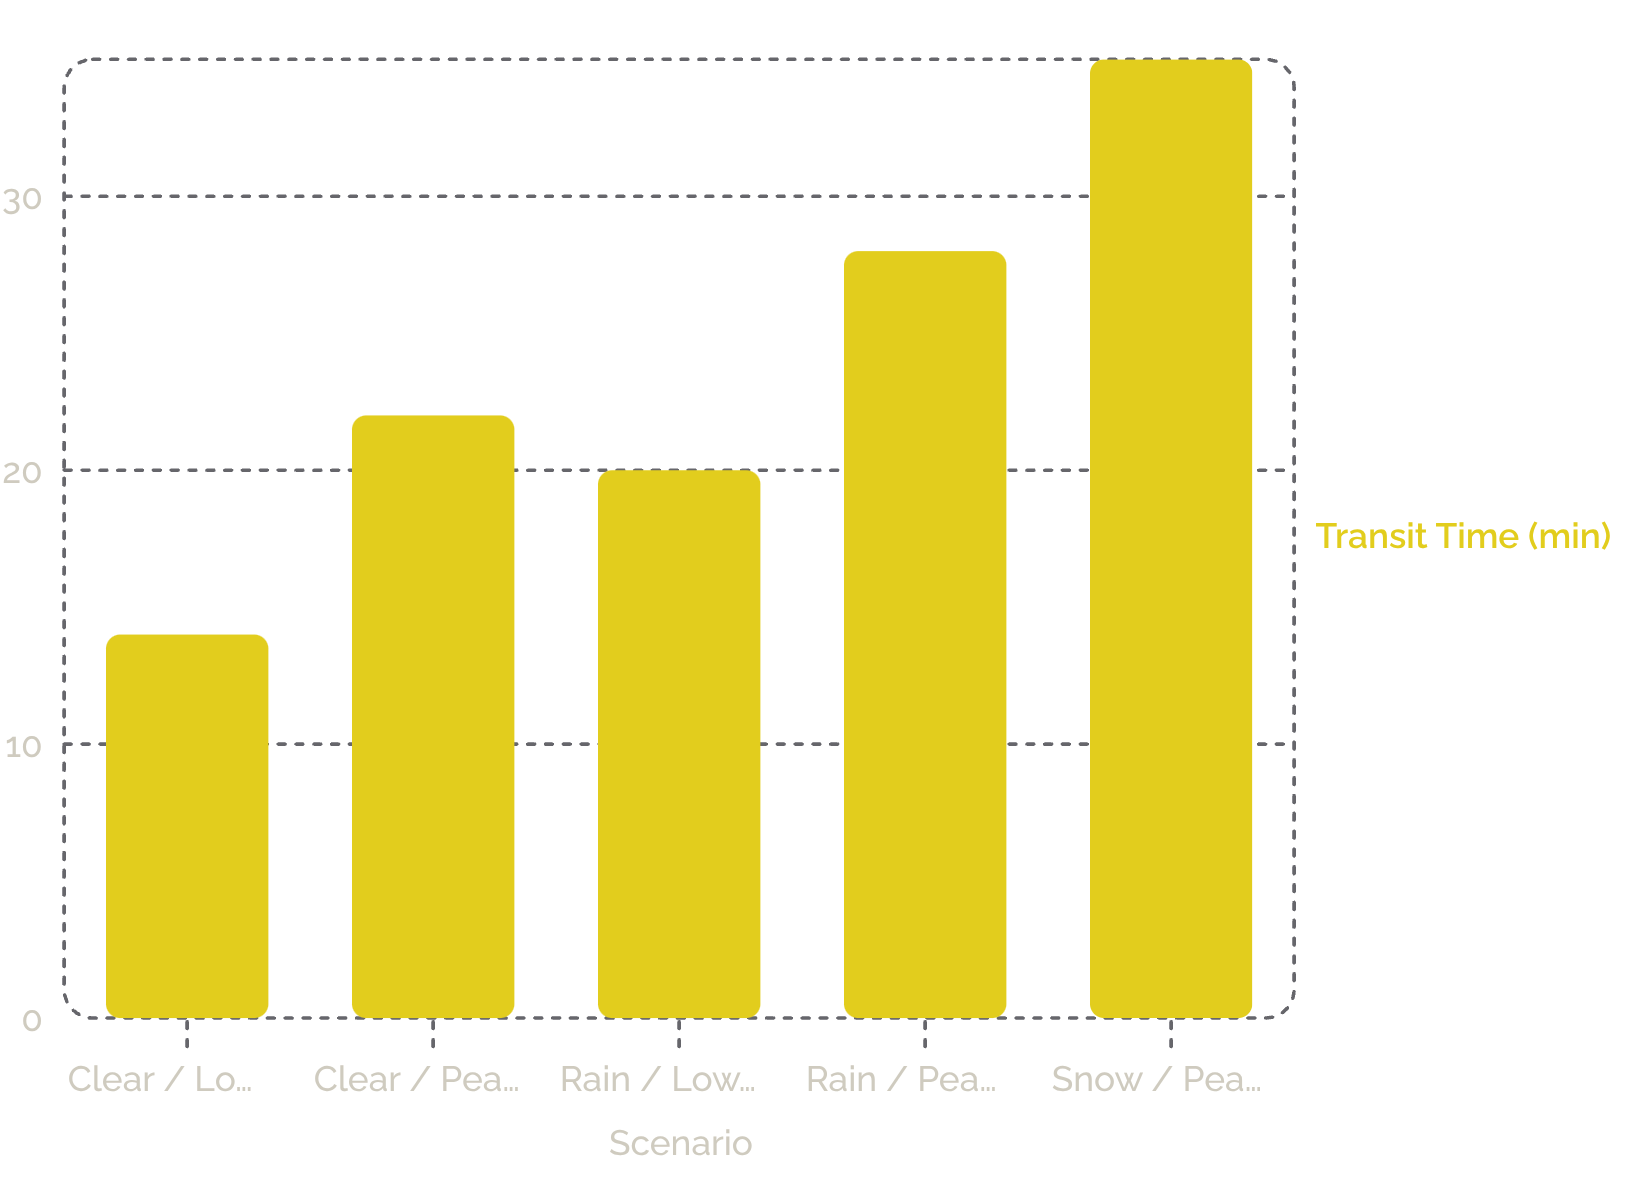 30
20
10
0
Transit Time (min)
Clear / Lo...
Clear / Pea...
Rain / Low...
Rain / Pea...
Snow / Pea...
Scenario